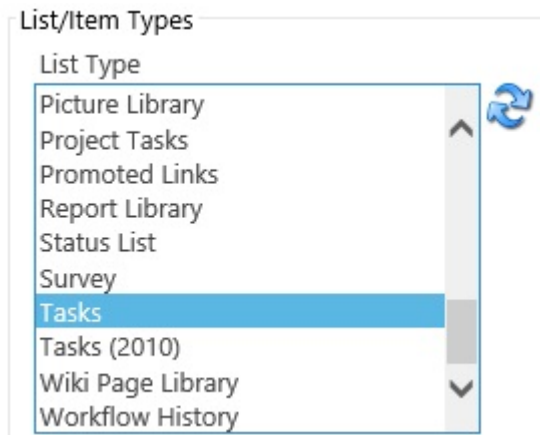 List/Item Types
List Type
Picture Library
Project Tasks
Promoted Links
Report Library
Status List
Survey
Tasks
Tasks (2010)
Wiki Page Library
Workflow History